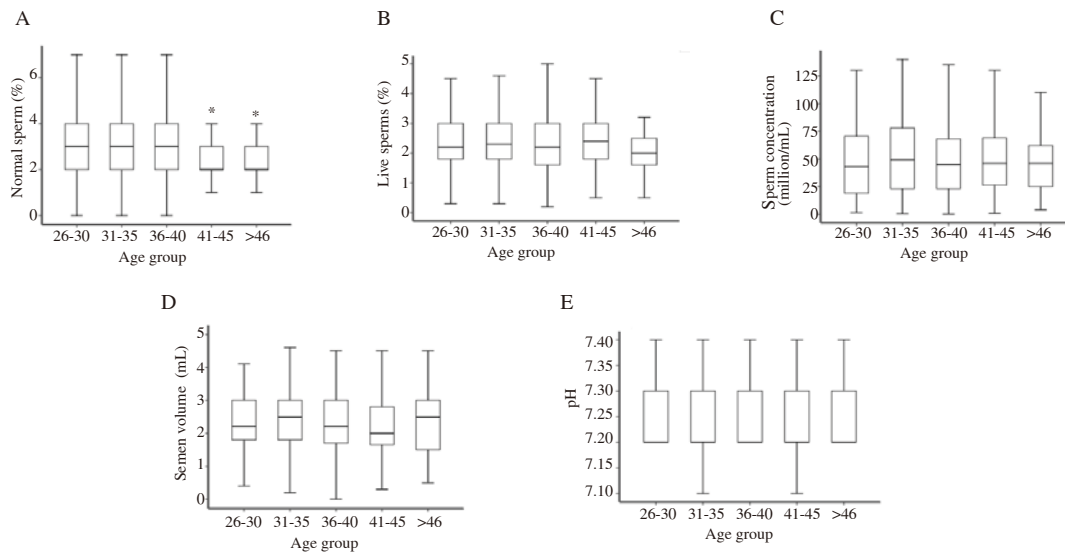 A
Normal sperm (%)
6
4
2
0
*
*
26-30 31-35 36-40 41-45 >46
Age group
B
Live sperms (%)
5
4
3
2
1
0
26-30 31-35 36-40 41-45 >46
Age group
C
Sperm concentration
(million/mL)
125
100
75
50
25
0
26-30 31-35 36-40 41-45 >46
Age group
D
Semen volume (mL)
5
4
3
2
1
0
26-30 31-35 36-40 41-45 >46
Age group
E
pH
7.40
7.30
7.25
7.20
7.15
7.10
26-30 31-35 36-40 41-45 >46
Age group